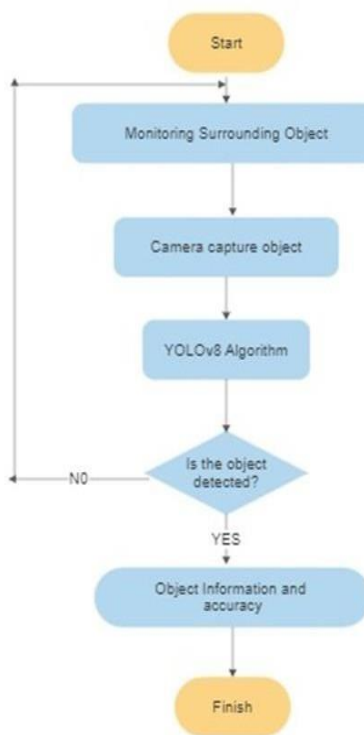 Start
Monitoring Surrounding Object
Camera capture object
YOLOv8 Algorithm
Is the object
detected?
N0
YES
Object Information and
accuracy
Finish